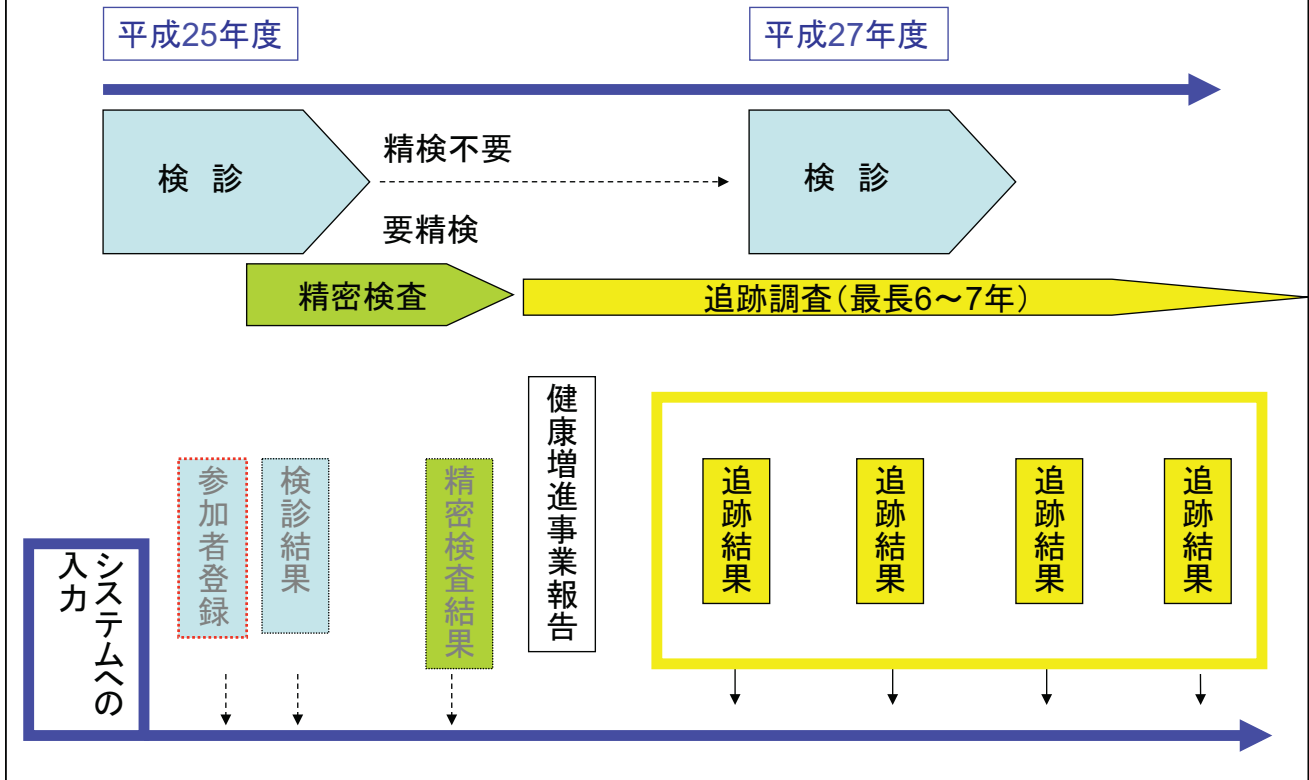 平成25年度
平成27年度
検 診
精検不要
要精検
検 診
精密検査
追跡調査(最長6～7年)
システムへの
入力
参加者登録
検診結果
精密検査結果
健康増進事業報告
追跡結果
追跡結果
追跡結果
追跡結果